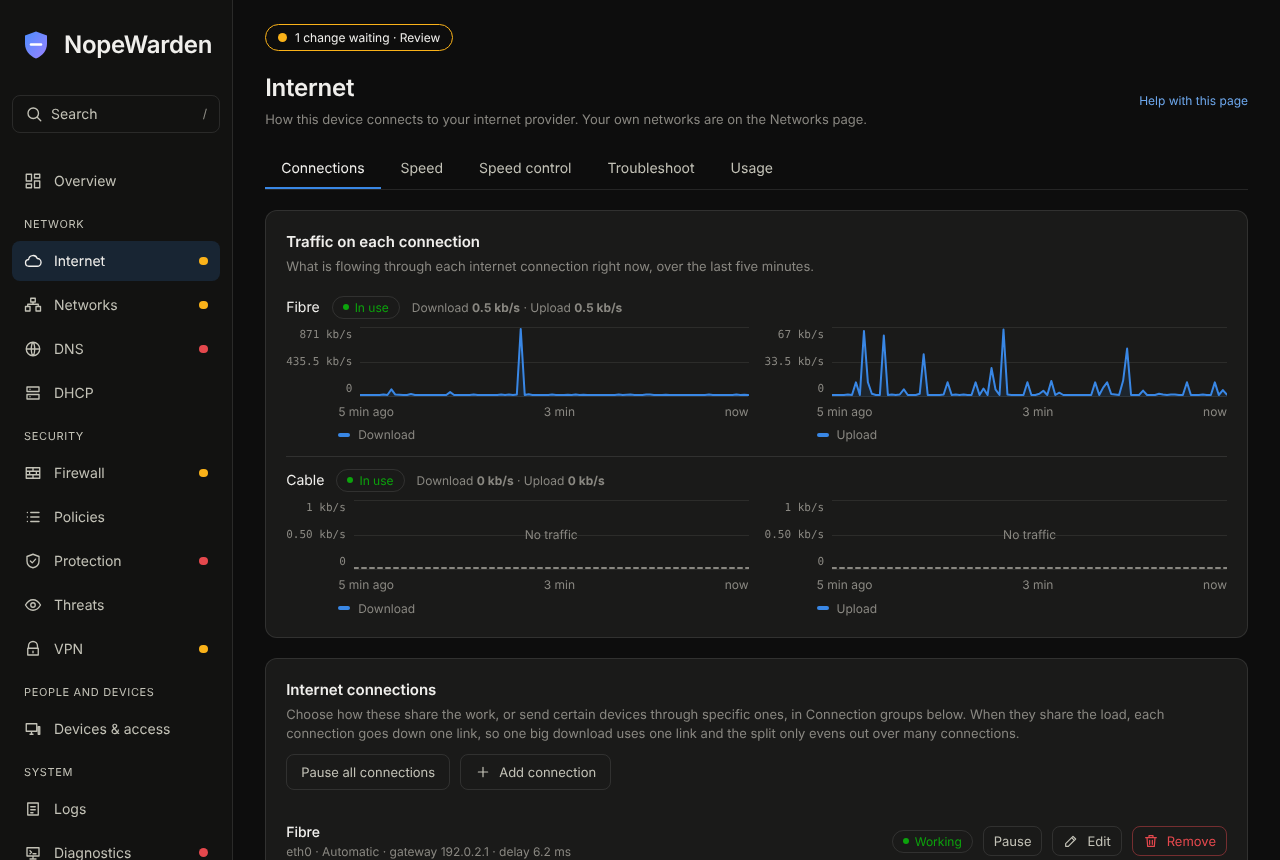 NopeWarden
Search /
Overview
NETWORK
Internet
Networks
DNS
DHCP
SECURITY
Firewall
Policies
Protection
Threats
VPN
PEOPLE AND DEVICES
Devices & access
SYSTEM
Logs
Diagnostics
1 change waiting · Review
Internet
How this device connects to your internet provider. Your own networks are on the Networks page.
Help with this page
Connections Speed Speed control Troubleshoot Usage
Traffic on each connection
What is flowing through each internet connection right now, over the last five minutes.
Fibre In use Download 0.5 kb/s · Upload 0.5 kb/s
871 kb/s
435.5 kb/s
0
5 min ago 3 min now
Download
67 kb/s
33.5 kb/s
0
5 min ago 3 min now
Upload
Cable In use Download 0 kb/s · Upload 0 kb/s
1 kb/s
0.50 kb/s
0
No traffic
5 min ago 3 min now
Download
1 kb/s
0.50 kb/s
0
No traffic
5 min ago 3 min now
Upload
Internet connections
Choose how these share the work, or send certain devices through specific ones, in Connection groups below. When they share the load, each
connection goes down one link, so one big download uses one link and the split only evens out over many connections.
Pause all connections Add connection
Fibre
eth0 · Automatic · gateway 192.0.2.1 · delay 6.2 ms
Working Pause Edit Remove